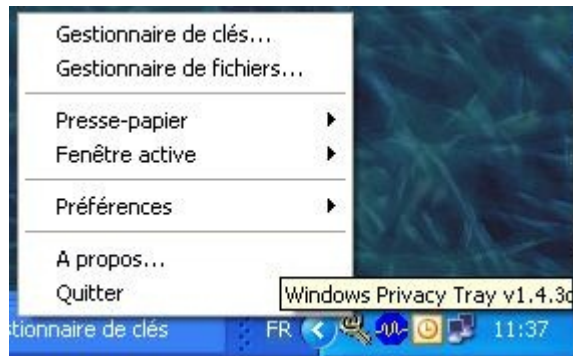 Gestionnaire de clés...
Gestionnaire de fichiers...
Presse-papier
Fenêtre active
Préférences
A propos...
Quitter
Windows Privacy Tray v1.4.3
tionnaire de clés
FR
11:37